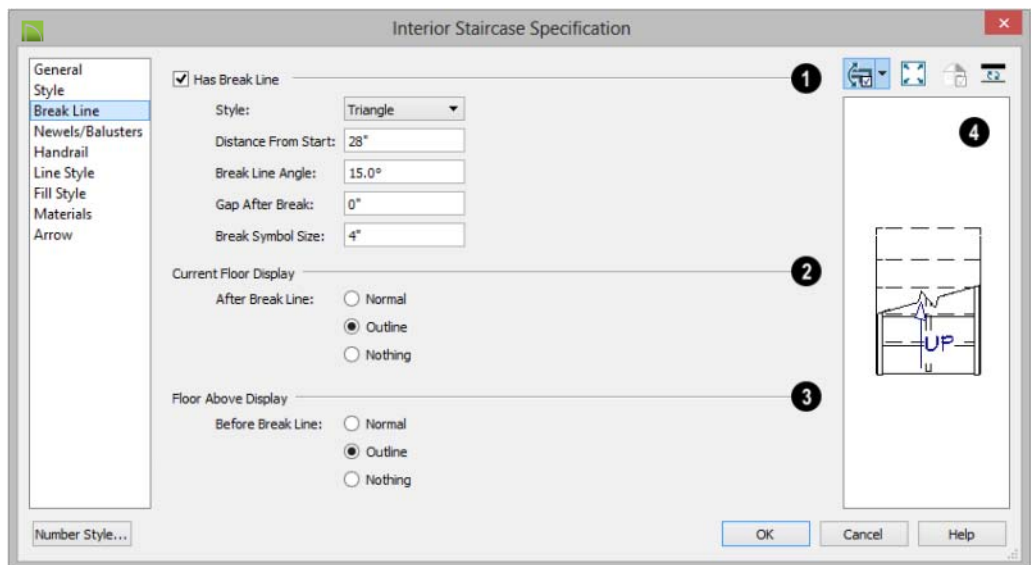 Interior Staircase Specification
General
Style
Break Line
Newels/Balusters
Handrail
Line Style
Fill Style
Materials
Arrow
Has Break Line
1
Style: Triangle
Distance From Start: 28"
Break Line Angle: 15.0°
Gap After Break: 0"
Break Symbol Size: 4"
Current Floor Display
2
After Break Line: Normal
Outline
Nothing
Floor Above Display
3
Before Break Line: Normal
Outline
Nothing
4
UP
Number Style...
OK
Cancel
Help